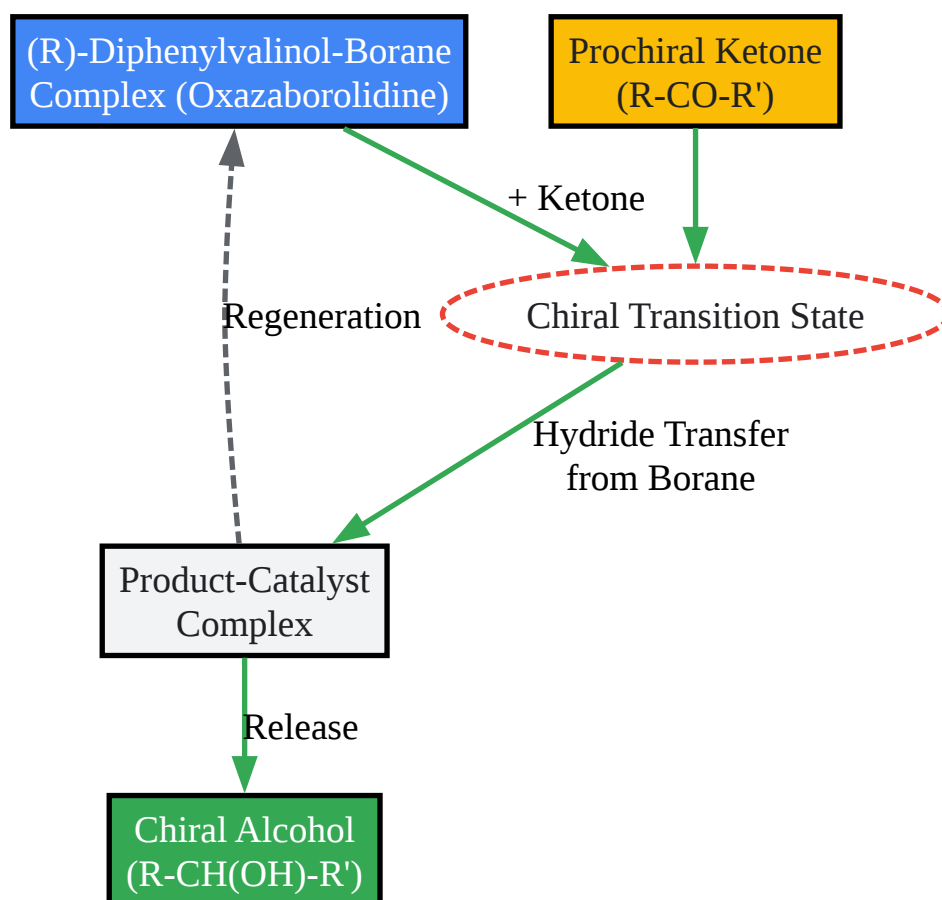 (R)-Diphenylvalinol-Borane
Complex (Oxazaborolidine)
Prochiral Ketone
(R-CO-R')
+ Ketone
Regeneration
Chiral Transition State
Hydride Transfer
from Borane
Product-Catalyst
Complex
Release
Chiral Alcohol
(R-CH(OH)-R')